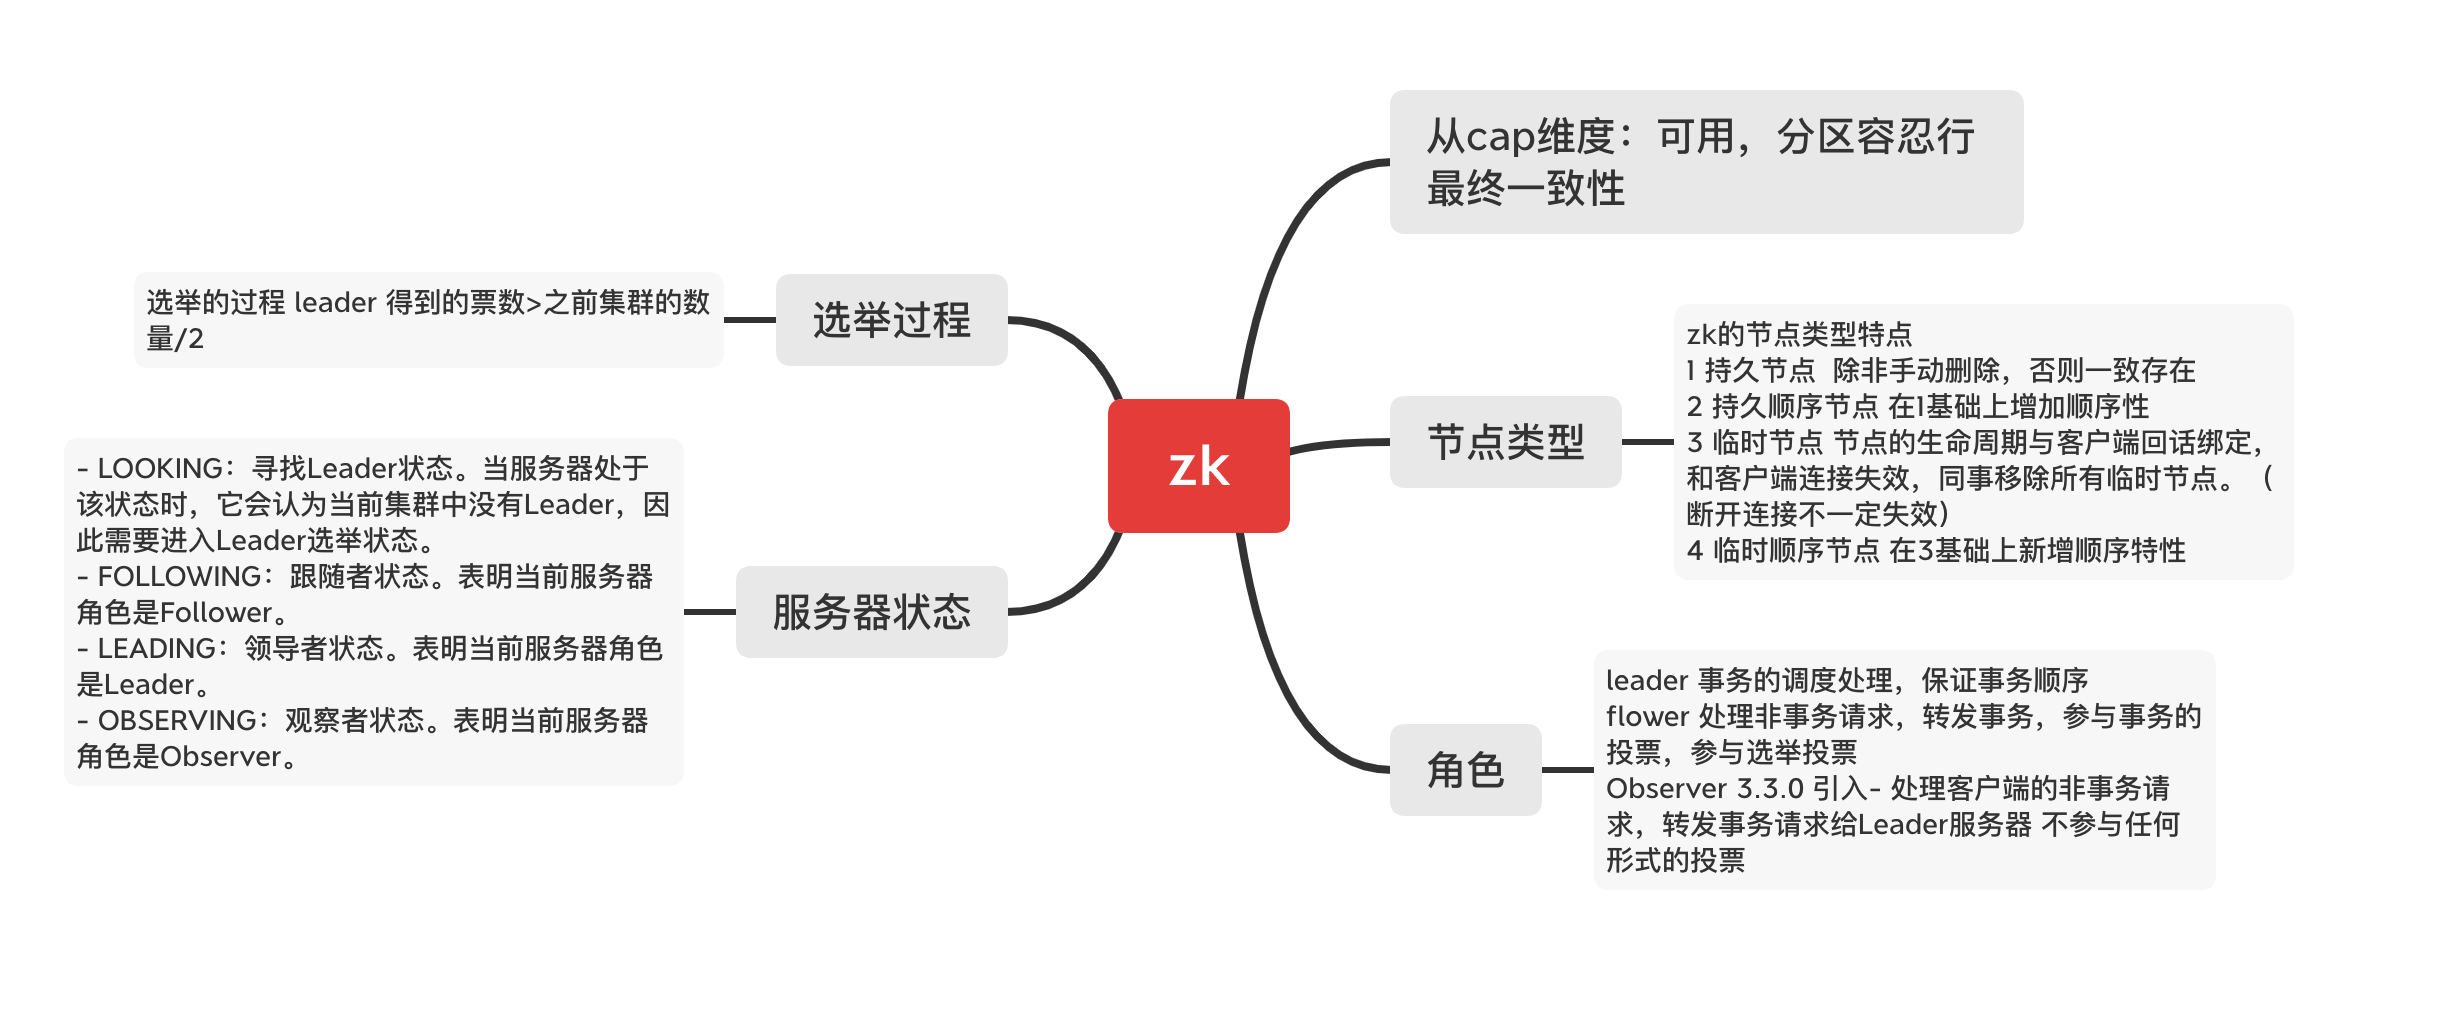 zk
从cap维度：可用，分区容忍行
最终一致性
节点类型
zk的节点类型特点
1 持久节点  除非手动删除，否则一致存在
2 持久顺序节点 在1基础上增加顺序性
3 临时节点 节点的生命周期与客户端回话绑定，
和客户端连接失效，同事移除所有临时节点。（
断开连接不一定失效）
4 临时顺序节点 在3基础上新增顺序特性
角色
leader 事务的调度处理，保证事务顺序
flower 处理非事务请求，转发事务，参与事务的
投票，参与选举投票
Observer 3.3.0 引入- 处理客户端的非事务请
求，转发事务请求给Leader服务器 不参与任何
形式的投票
选举过程
选举的过程 leader 得到的票数>之前集群的数
量/2
服务器状态
- LOOKING：寻找Leader状态。当服务器处于
该状态时，它会认为当前集群中没有Leader，因
此需要进入Leader选举状态。
- FOLLOWING：跟随者状态。表明当前服务器
角色是Follower。
- LEADING：领导者状态。表明当前服务器角色
是Leader。
- OBSERVING：观察者状态。表明当前服务器
角色是Observer。